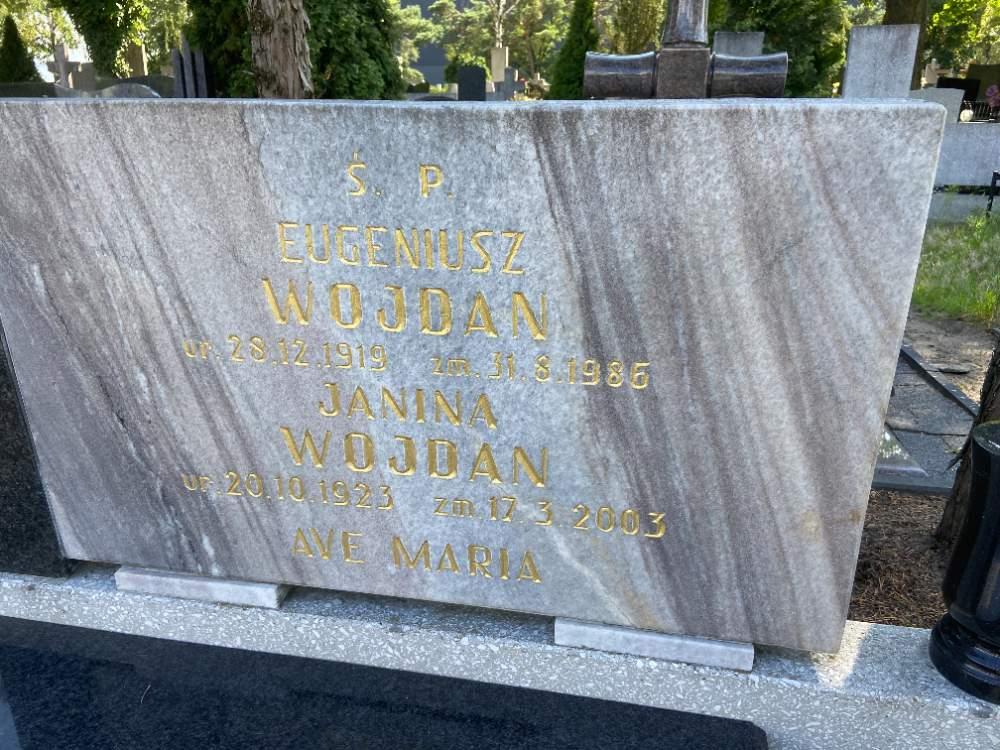 Ś. P.
EUGENIUSZ
WOJDAN
ur. 28.12.1919 zm. 31.8.1986
JANINA
WOJDAN
ur. 20.10.1923 zm. 17.3.2003
AVE MARIA